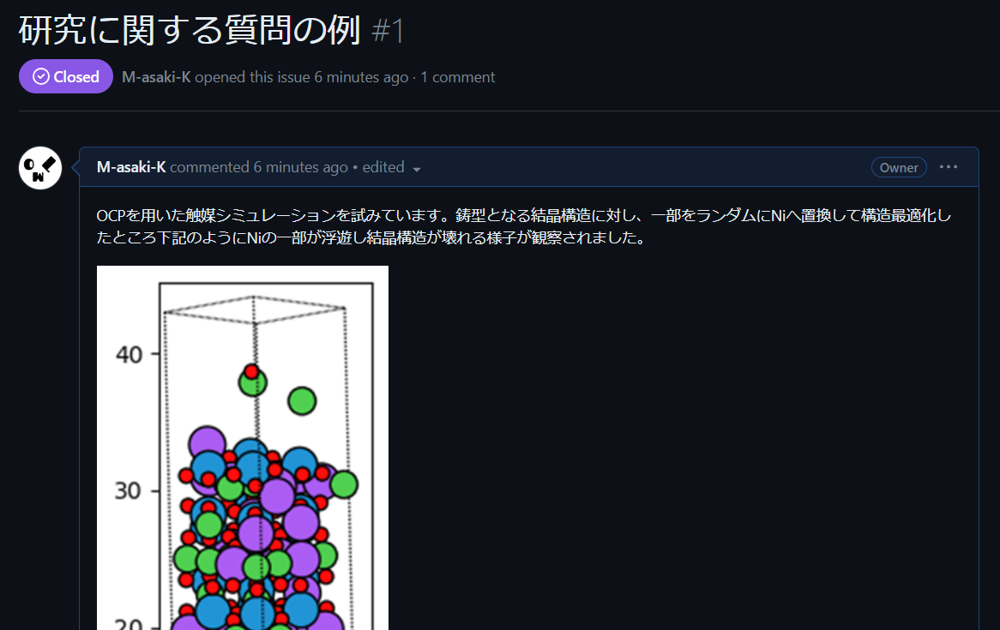 研究に関する質問の例 #1
Closed M-asaki-K opened this issue 6 minutes ago · 1 comment
M-asaki-K commented 6 minutes ago • edited Owner
OCPを用いた触媒シミュレーションを試みています。鋳型となる結晶構造に対し、一部をランダムにNiへ置換して構造最適化し
たところ下記のようにNiの一部が浮遊し結晶構造が壊れる様子が観察されました。
40
30
20